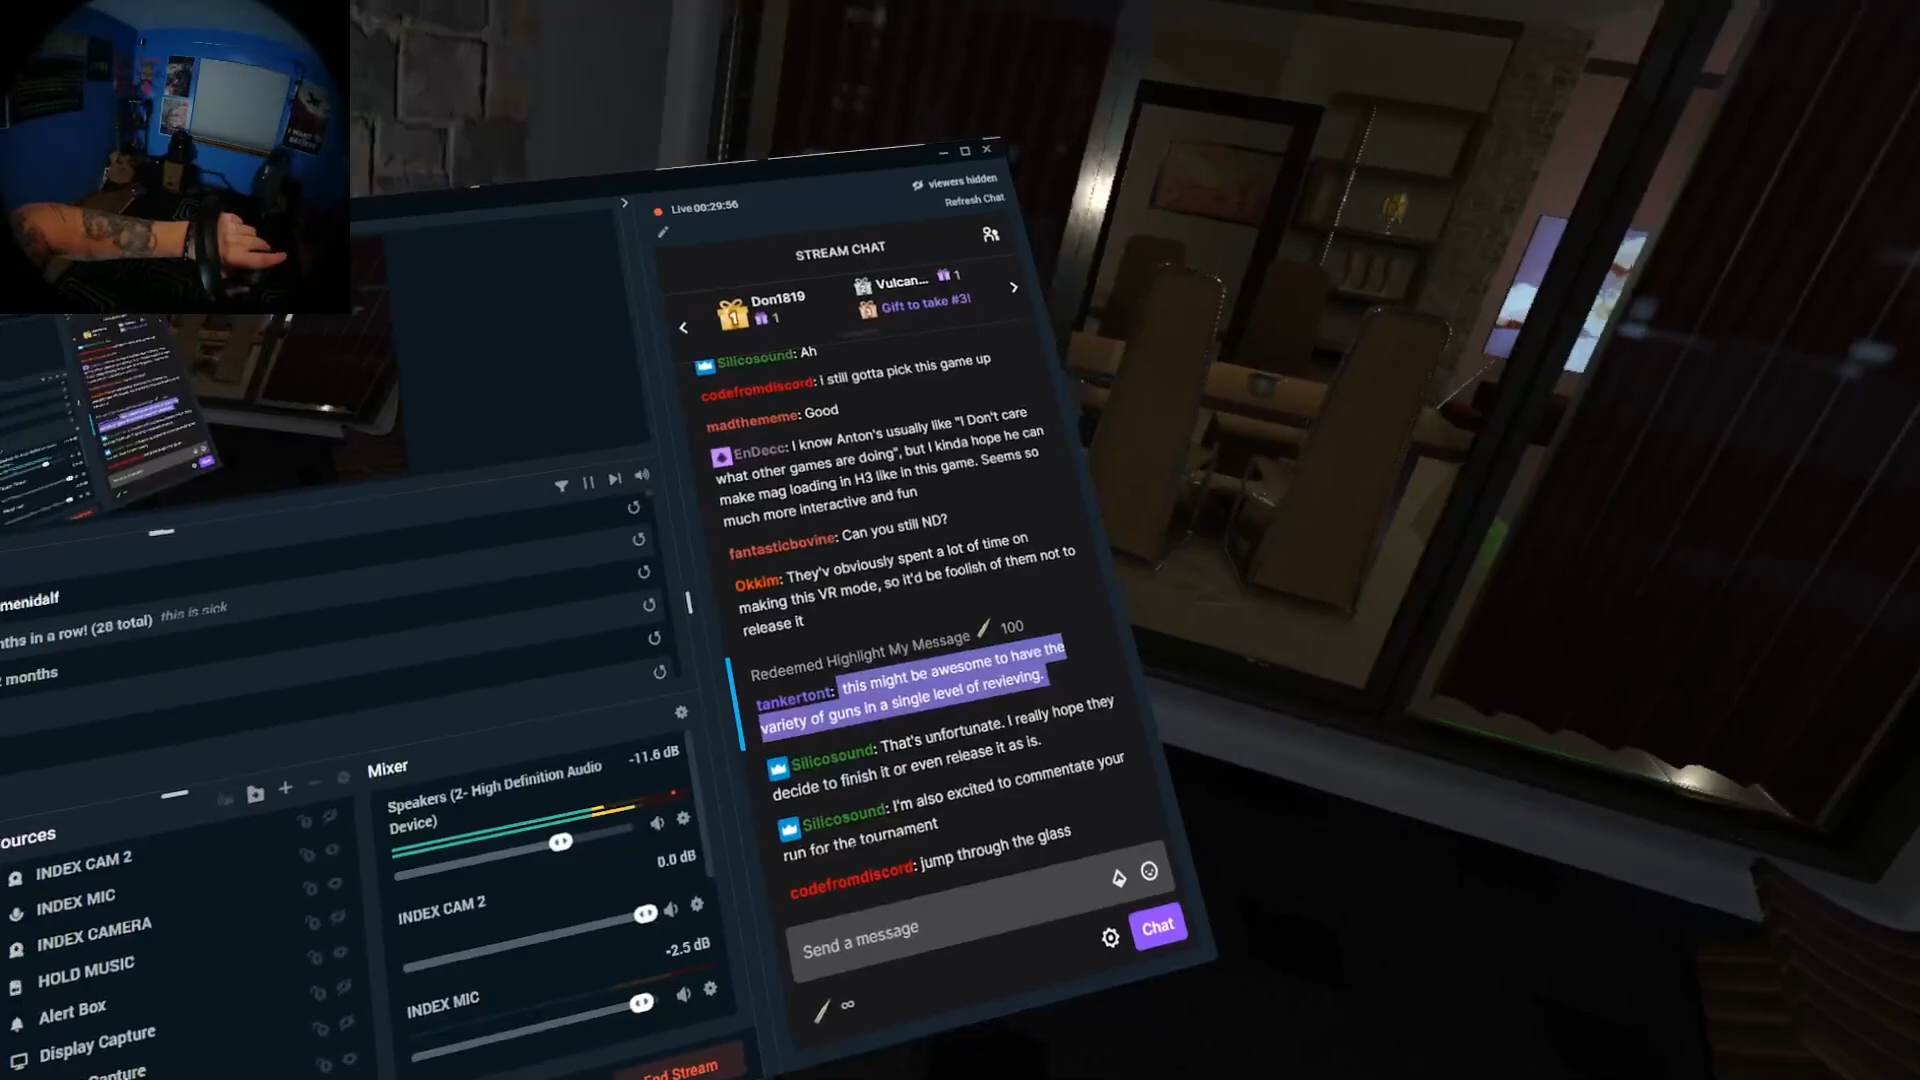 viewers hidden
Live 00:29:56
Refresh Chat
STREAM CHAT
Don1819
1
Vulcan... 1
Gift to take #3!
Silicosound: Ah
codefromdiscord: i still gotta pick this game up
madthememe: Good
EnDecc: I know Anton's usually like "I Don't care
what other games are doing", but I kinda hope he can
make mag loading in H3 like in this game. Seems so
much more interactive and fun
fantasticbovine: Can you still ND?
Okkim: They'v obviously spent a lot of time on
making this VR mode, so it'd be foolish of them not to
release it
Redeemed Highlight My Message 100
tankertont: this might be awesome to have the
variety of guns in a single level of revieving.
Silicosound: That's unfortunate. I really hope they
decide to finish it or even release it as is.
Silicosound: I'm also excited to commentate your
run for the tournament
codefromdiscord: jump through the glass
Send a message
Chat
menidalf
nths in a row! (28 total) this is sick
months
ources
INDEX CAM 2
INDEX MIC
INDEX CAMERA
HOLD MUSIC
Alert Box
Display Capture
apture
Mixer
Speakers (2- High Definition Audio
Device)
-11.6 dB
INDEX CAM 2
0.0 dB
INDEX MIC
-2.5 dB
End Stream